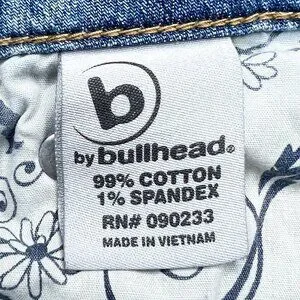 b
by bullhead®
99% COTTON
1% SPANDEX
RN# 090233
MADE IN VIETNAM